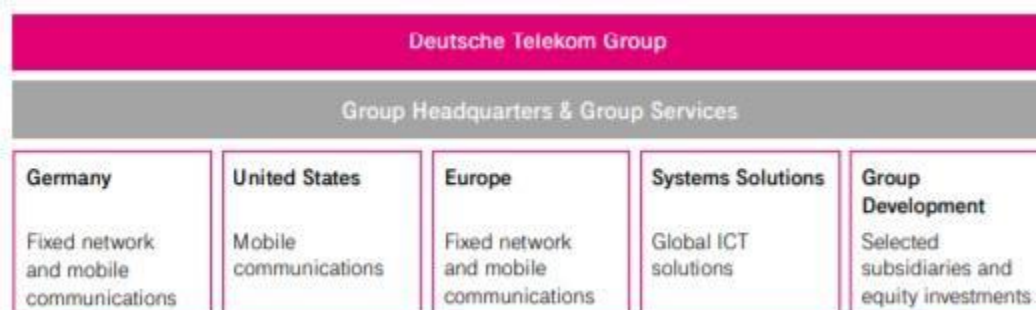 Deutsche Telekom Group
Group Headquarters & Group Services
Germany
Fixed network
and mobile
communications
United States
Mobile
communications
Europe
Fixed network
and mobile
communications
Systems Solutions
Global ICT
solutions
Group
Development
Selected
subsidiaries and
equity investments